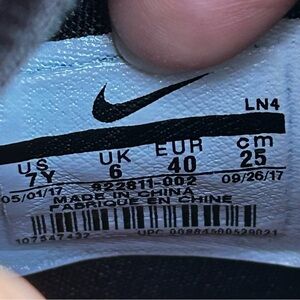 LN4
US UK EUR cm
7Y 6 40 25
05/01/17 922811-002 09/26/17
MADE IN CHINA
FABRIQUE EN CHINE
107547437 UPC 00884500529021